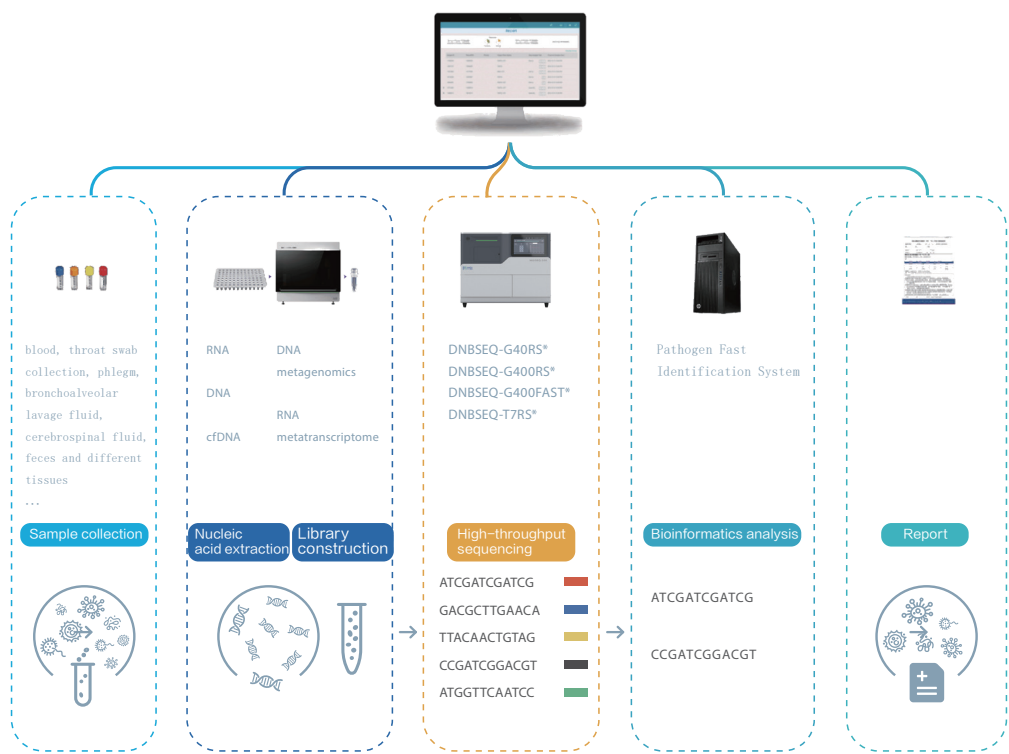 blood, throat swab
collection, phlegm,
bronchoalveolar
lavage fluid,
cerebrospinal fluid,
feces and different
tissues
...
Sample collection
RNA
DNA
cfDNA
DNA
metagenomics
RNA
metatranscriptome
Nucleic
acid extraction
Library
construction
DNBSEQ-G40RS*
DNBSEQ-G400RS*
DNBSEQ-G400FAST*
DNBSEQ-T7RS*
High-throughput
sequencing
ATCGATCGATCG
GACGCTTGAACA
TTACAACTGTAG
CCGATCGGACGT
ATGGTTCAATCC
Pathogen Fast
Identification System
Bioinformatics analysis
ATCGATCGATCG
CCGATCGGACGT
Report